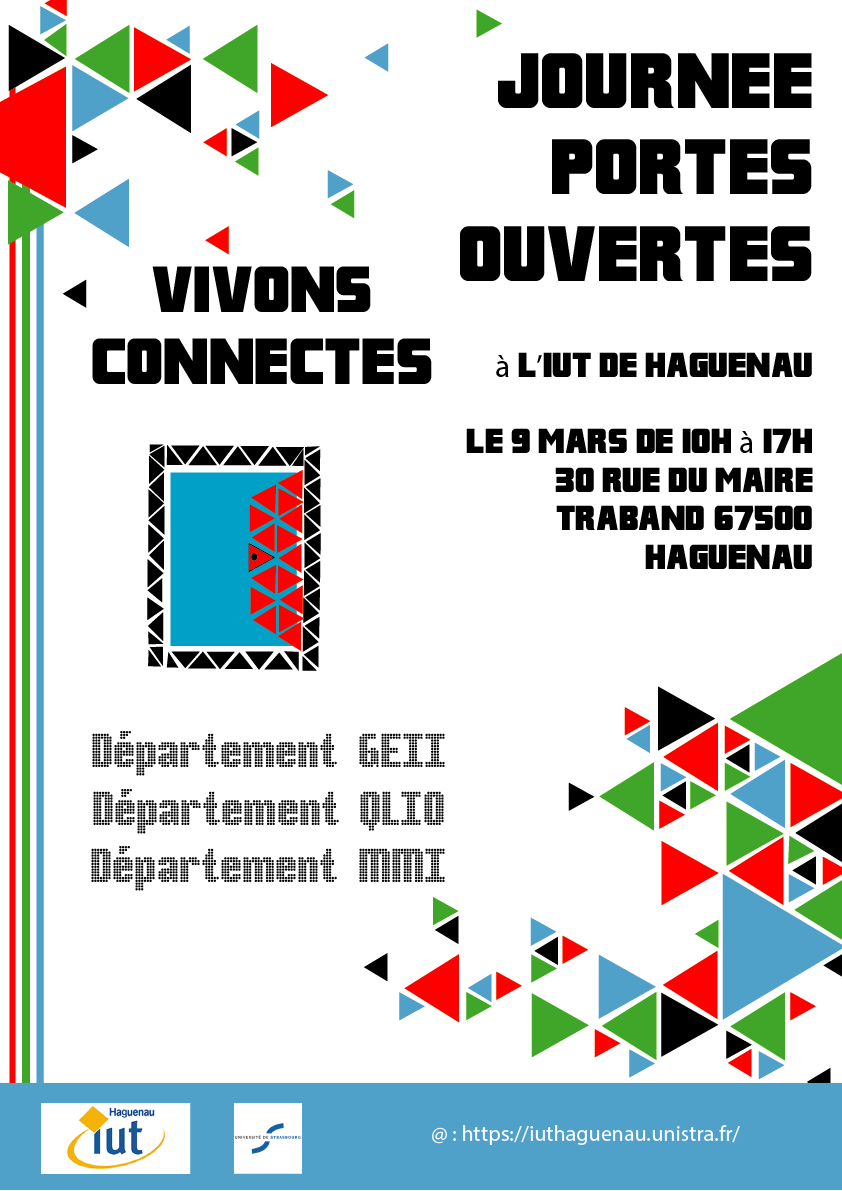 JOURNEE
PORTES
OUVERTES
VIVONS
CONNECTES
à L'IUT DE HAGUENAU
LE 9 MARS DE 10H à 17H
30 RUE DU MAIRE
TRABAND 67500
HAGUENAU
Département GEII
Département QLIO
Département MMI
Haguenau
iut
UNIVERSITÉ DE STRASBOURG
@ : https://iuthaguenau.unistra.fr/